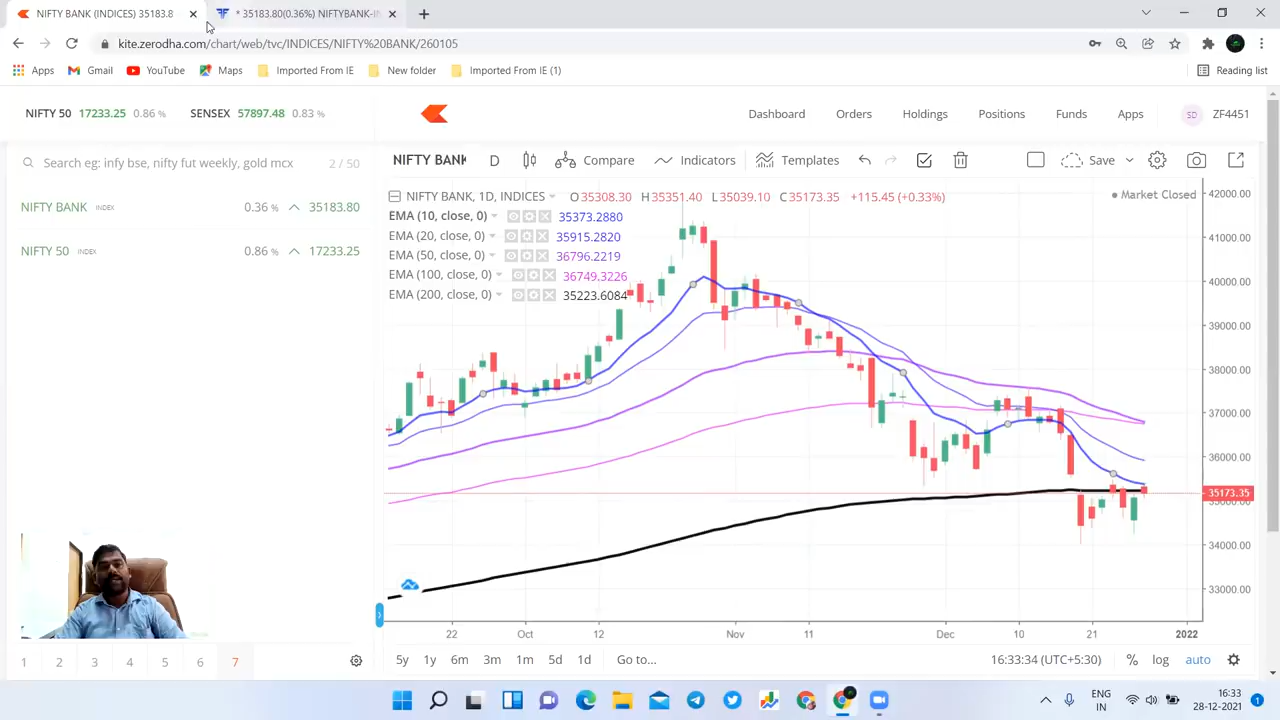 NIFTY BANK (INDICES) 35183.8
* 35183.80(0.36%) NIFTYBANK-I
kite.zerodha.com/chart/web/tvc/INDICES/NIFTY%20BANK/260105
Apps Gmail YouTube Maps Imported From IE New folder Imported From IE (1) Reading list
NIFTY 50 17233.25 0.86 % SENSEX 57897.48 0.83 %
Dashboard Orders Holdings Positions Funds Apps SD ZF4451
Search eg: infy bse, nifty fut weekly, gold mcx 2 / 50
NIFTY BANK INDEX 0.36 % 35183.80
NIFTY 50 INDEX 0.86 % 17233.25
1 2 3 4 5 6 7
NIFTY BANK D Compare Indicators Templates Save
NIFTY BANK, 1D, INDICES O35308.30 H35351.40 L35039.10 C35173.35 +115.45 (+0.33%)
Market Closed
EMA (10, close, 0) 35373.2880
EMA (20, close, 0) 35915.2820
EMA (50, close, 0) 36796.2219
EMA (100, close, 0) 36749.3226
EMA (200, close, 0) 35223.6084
42000.00
41000.00
40000.00
39000.00
38000.00
37000.00
36000.00
35173.35
35000.00
34000.00
33000.00
22 Oct 12 Nov 11 Dec 10 21 2022
5y 1y 6m 3m 1m 5d 1d Go to... 16:33:34 (UTC+5:30) % log auto
ENG
IN
16:33
28-12-2021
1